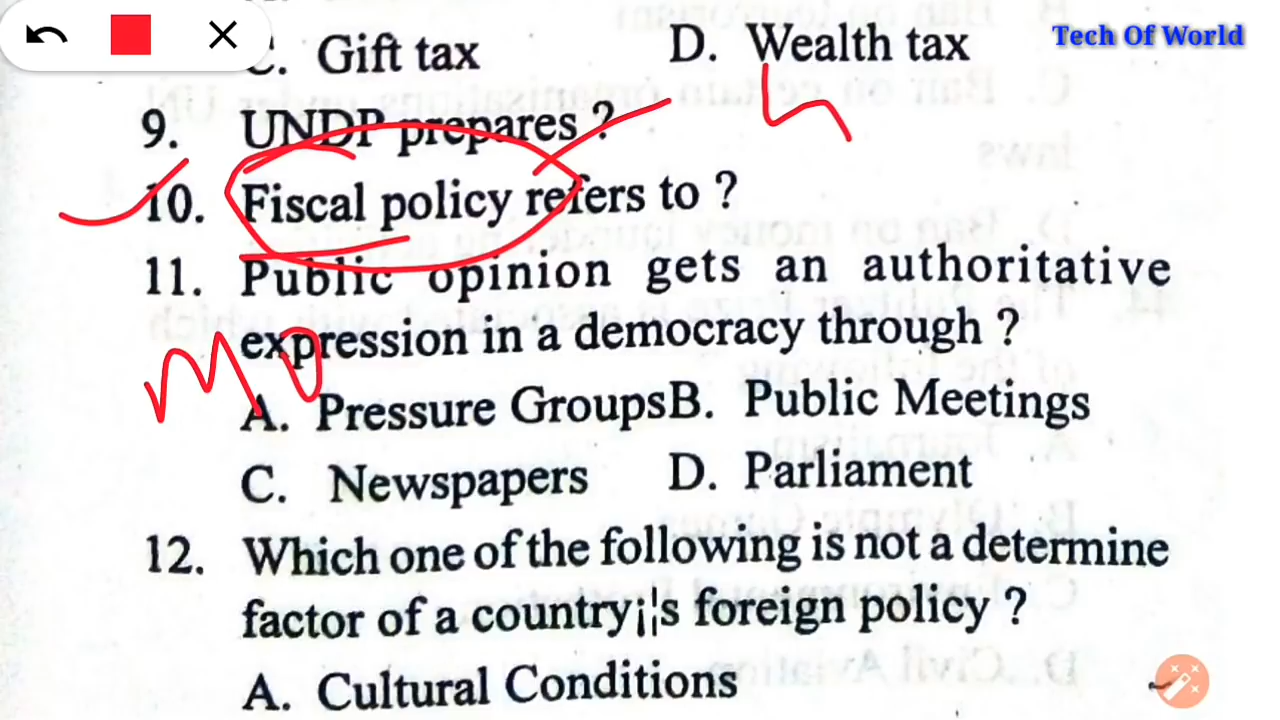 C. Gift tax D. Wealth tax
Tech Of World
9. UNDP prepares ?
10. Fiscal policy refers to ?
11. Public opinion gets an authoritative
expression in a democracy through ?
A. Pressure Groups B. Public Meetings
C. Newspapers D. Parliament
12. Which one of the following is not a determine
factor of a country¡¦s foreign policy ?
A. Cultural Conditions